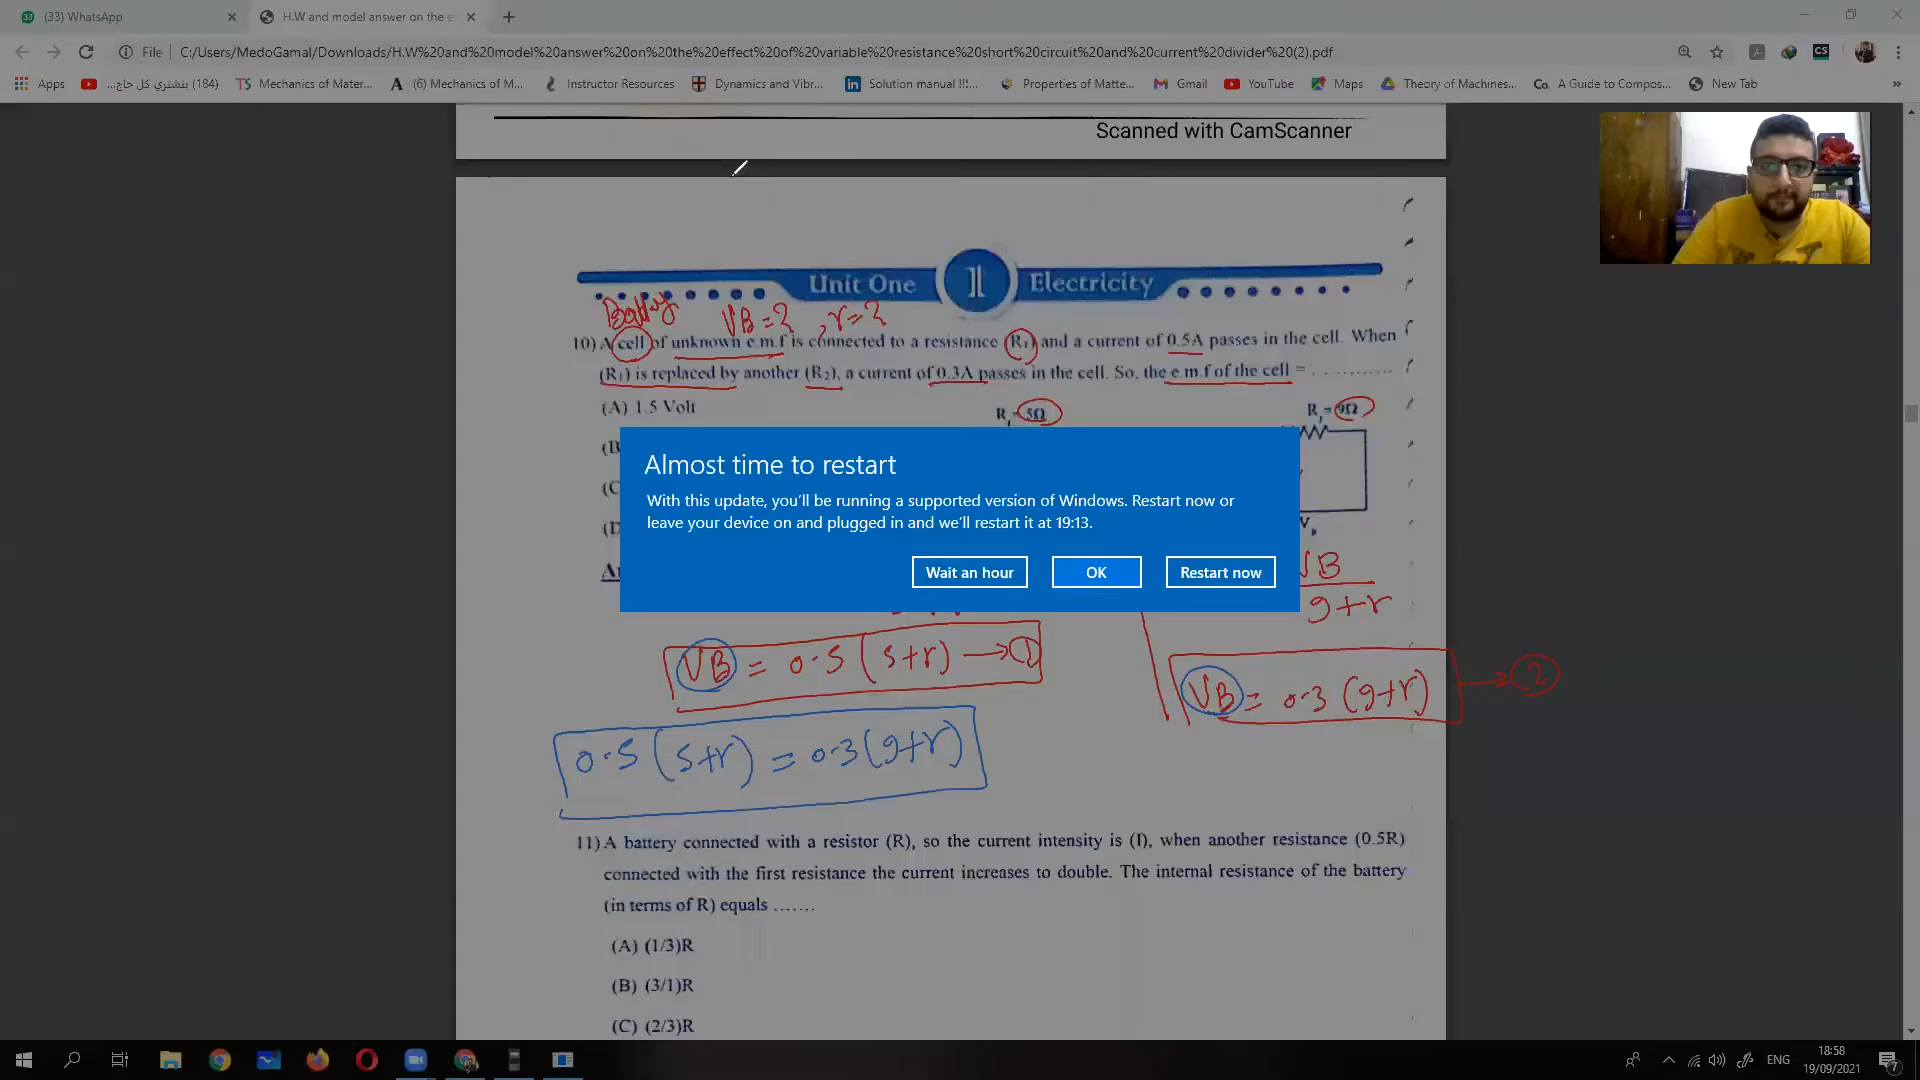 (33) WhatsApp
H.W and model answer on the e
File
C:/Users/MedoGamal/Downloads/H.W%20and%20model%20answer%20on%20the%20effect%20of%20variable%20resistance%20short%20circuit%20and%20current%20divider%20(2).pdf
Apps
(184) بنشتري كل حاج...
TS Mechanics of Mater...
(6) Mechanics of M...
Instructor Resources
Dynamics and Vibr...
Solution manual !!!...
Properties of Matte...
Gmail
YouTube
Maps
Theory of Machines...
Co. A Guide to Compos...
New Tab
Scanned with CamScanner
Unit One 1 Electricity
Battery VB = ? , r = ?
10) A cell of unknown e.m.f is connected to a resistance (R₁) and a current of 0.5A passes in the cell. When
(R₁) is replaced by another (R₂), a current of 0.3A passes in the cell. So, the e.m.f of the cell = ............
(A) 1.5 Volt
5Ω
= 9Ω
Almost time to restart
With this update, you'll be running a supported version of Windows. Restart now or
leave your device on and plugged in and we'll restart it at 19:13.
Wait an hour
OK
Restart now
VB
9+r
VB = 0.5 (5+r) → 1
VB = 0.3 (9+r) → 2
0.5 (5+r) = 0.3 (9+r)
11) A battery connected with a resistor (R), so the current intensity is (I), when another resistance (0.5R)
connected with the first resistance the current increases to double. The internal resistance of the battery
(in terms of R) equals .......
(A) (1/3)R
(B) (3/1)R
(C) (2/3)R
ENG
18:58
19/09/2021